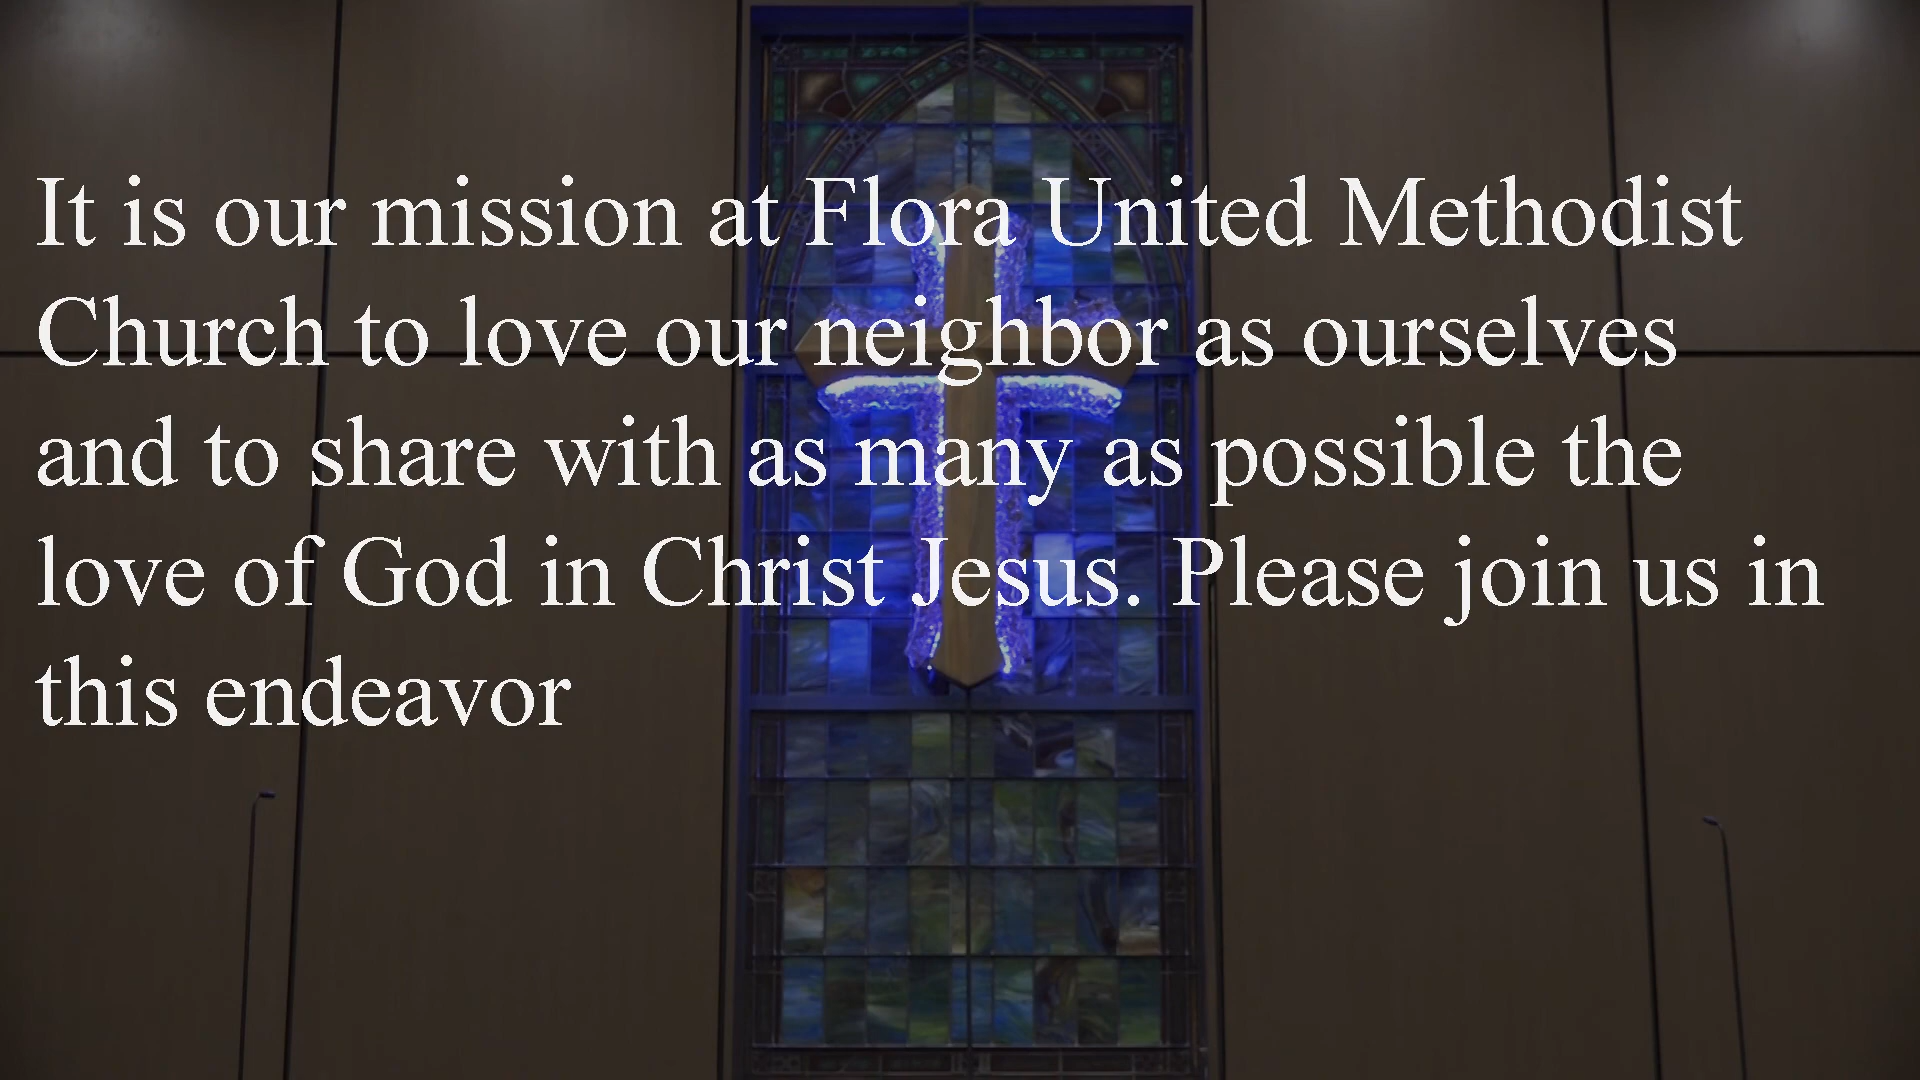 It is our mission at Flora United Methodist
Church to love our neighbor as ourselves
and to share with as many as possible the
love of God in Christ Jesus. Please join us in
this endeavor